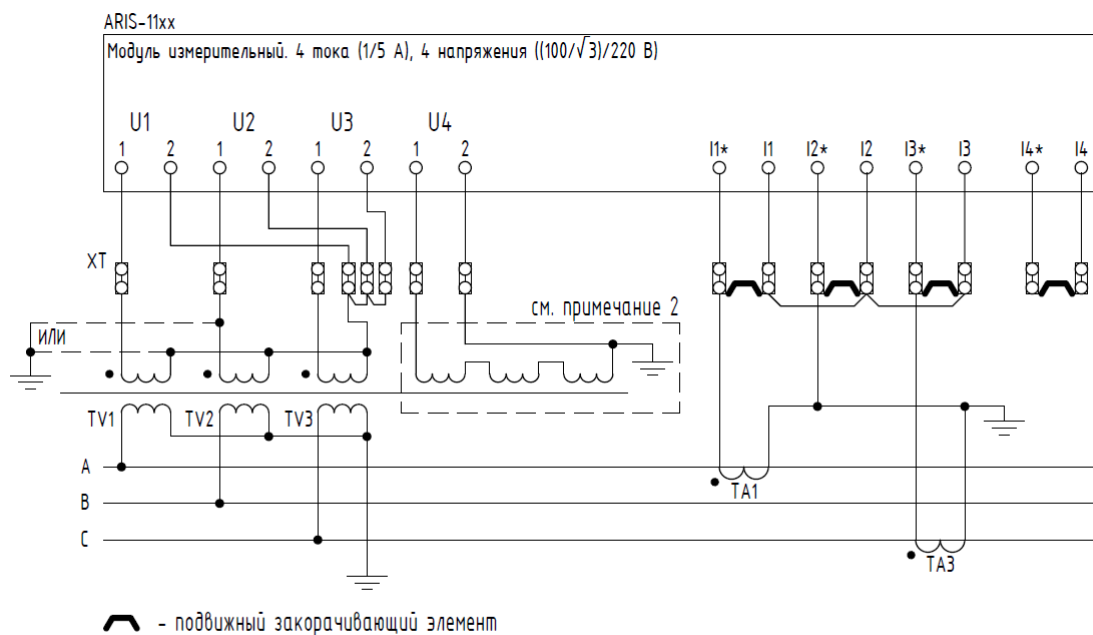 ARIS-11xx
Модуль измерительный. 4 тока (1/5 А), 4 напряжения ((100/√3)/220 В)
U1 U2 U3 U4
1 2 1 2 1 2 1 2 I1* I1 I2* I2 I3* I3 I4* I4
XT
см. примечание 2
ИЛИ
TV1 TV2 TV3
A
TA1
B
C
TA3
- подвижный закорачивающий элемент